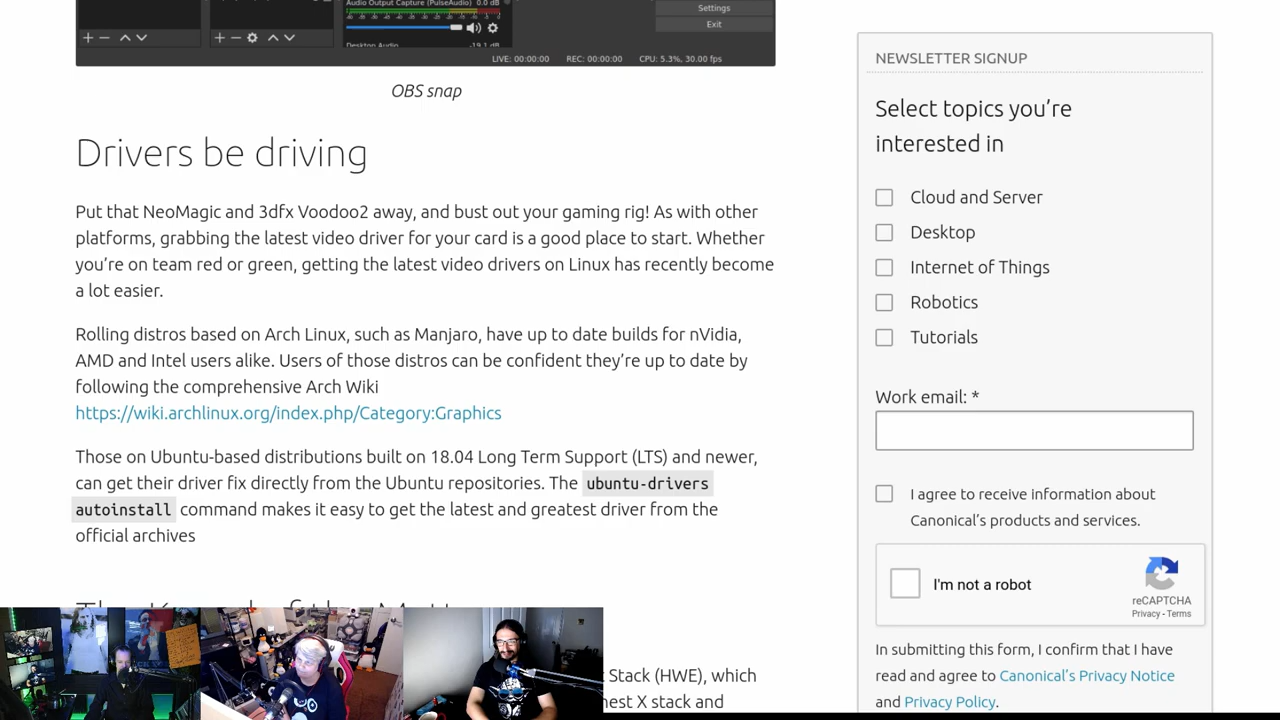 Audio Output Capture (PulseAudio) 0.0 dB
Desktop Audio -19.1 dB
Settings
Exit
LIVE: 00:00:00 REC: 00:00:00 CPU: 5.3%, 30.00 fps
OBS snap
Drivers be driving
Put that NeoMagic and 3dfx Voodoo2 away, and bust out your gaming rig! As with other
platforms, grabbing the latest video driver for your card is a good place to start. Whether
you're on team red or green, getting the latest video drivers on Linux has recently become
a lot easier.
Rolling distros based on Arch Linux, such as Manjaro, have up to date builds for nVidia,
AMD and Intel users alike. Users of those distros can be confident they're up to date by
following the comprehensive Arch Wiki
https://wiki.archlinux.org/index.php/Category:Graphics
Those on Ubuntu-based distributions built on 18.04 Long Term Support (LTS) and newer,
can get their driver fix directly from the Ubuntu repositories. The ubuntu-drivers
autoinstall command makes it easy to get the latest and greatest driver from the
official archives
Stack (HWE), which
nest X stack and
NEWSLETTER SIGNUP
Select topics you're
interested in
Cloud and Server
Desktop
Internet of Things
Robotics
Tutorials
Work email: *
I agree to receive information about
Canonical's products and services.
I'm not a robot
reCAPTCHA
Privacy - Terms
In submitting this form, I confirm that I have
read and agree to Canonical's Privacy Notice
and Privacy Policy.